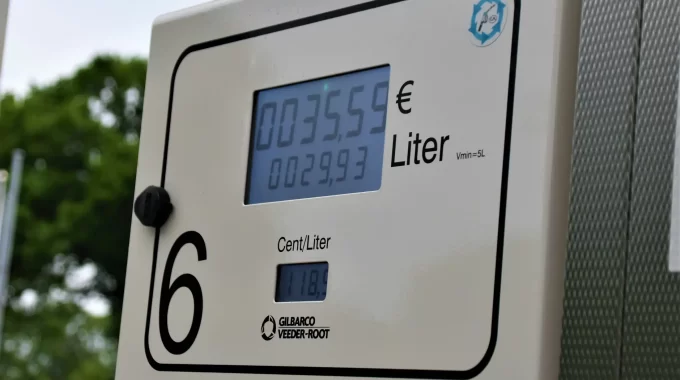 0035,59 €
0029,93 Liter Vmin=5L
Cent/Liter
118,9
6
GILBARCO
VEEDER-ROOT